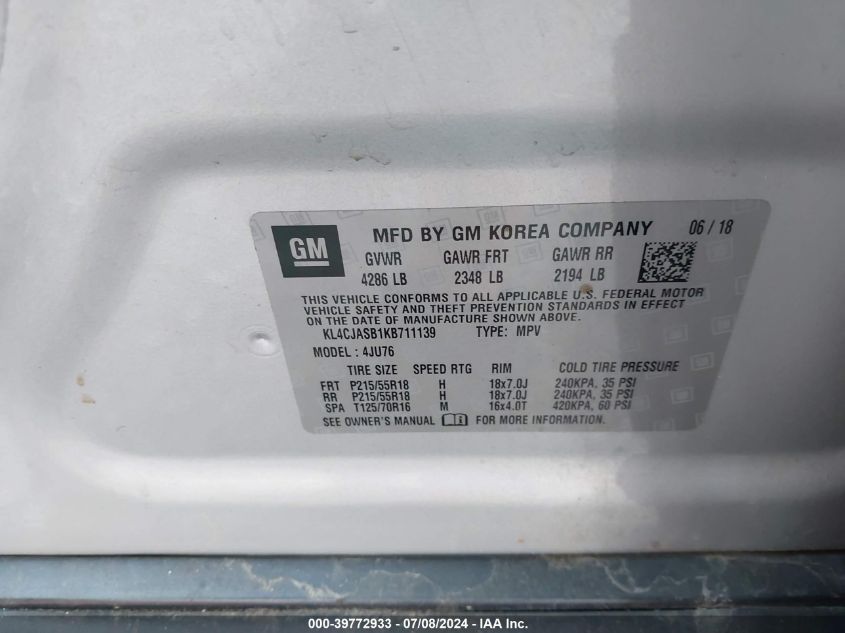 GM
MFD BY GM KOREA COMPANY 06 / 18
GVWR GAWR FRT GAWR RR
4286 LB 2348 LB 2194 LB
THIS VEHICLE CONFORMS TO ALL APPLICABLE U.S. FEDERAL MOTOR
VEHICLE SAFETY AND THEFT PREVENTION STANDARDS IN EFFECT
ON THE DATE OF MANUFACTURE SHOWN ABOVE.
KL4CJASB1KB711139 TYPE: MPV
MODEL : 4JU76
TIRE SIZE SPEED RTG RIM COLD TIRE PRESSURE
FRT P215/55R18 H 18x7.0J 240KPA, 35 PSI
RR P215/55R18 H 18x7.0J 240KPA, 35 PSI
SPA T125/70R16 M 16x4.0T 420KPA, 60 PSI
SEE OWNER'S MANUAL FOR MORE INFORMATION.
000-39772933 - 07/08/2024 - IAA Inc.